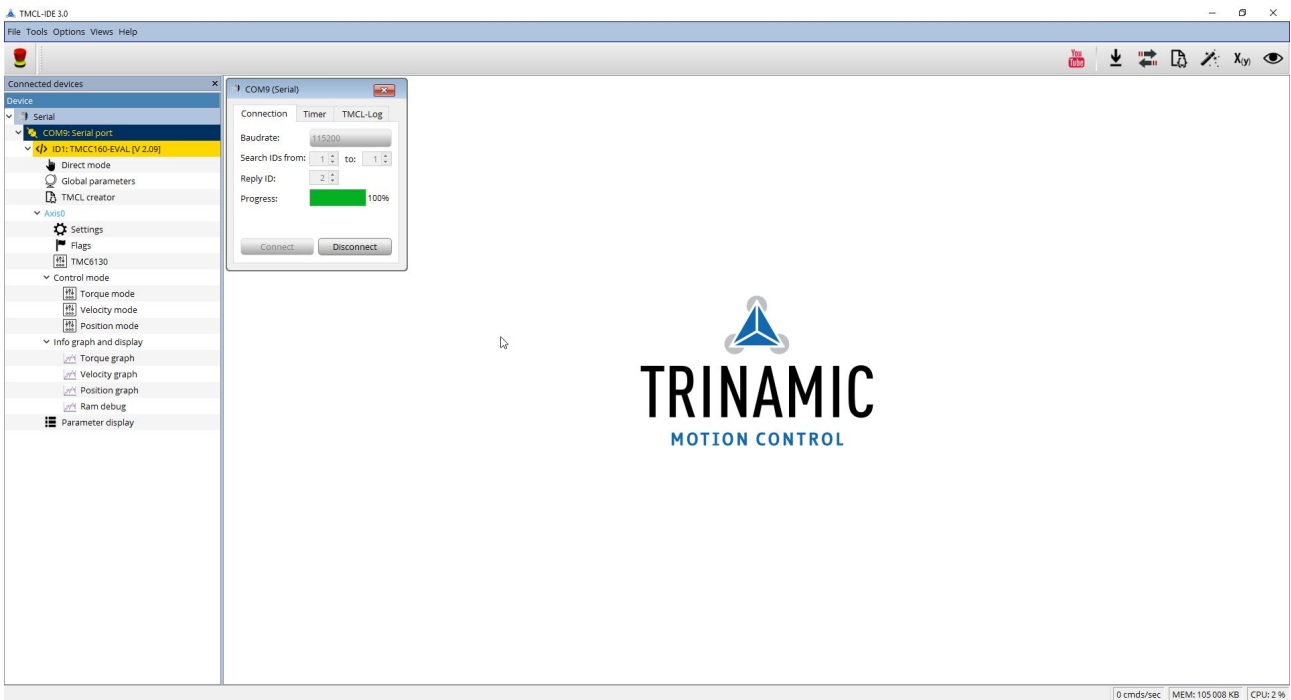 TMCL-IDE 3.0
File Tools Options Views Help
You Tube
X(y)
Connected devices
Device
Serial
COM9: Serial port
ID1: TMCC160-EVAL [V 2.09]
Direct mode
Global parameters
TMCL creator
Axis0
Settings
Flags
TMC6130
Control mode
Torque mode
Velocity mode
Position mode
Info graph and display
Torque graph
Velocity graph
Position graph
Ram debug
Parameter display
COM9 (Serial)
Connection Timer TMCL-Log
Baudrate: 115200
Search IDs from: 1 to: 1
Reply ID: 2
Progress: 100%
Connect Disconnect
TRINAMIC
MOTION CONTROL
0 cmds/sec MEM: 105 008 KB CPU: 2 %